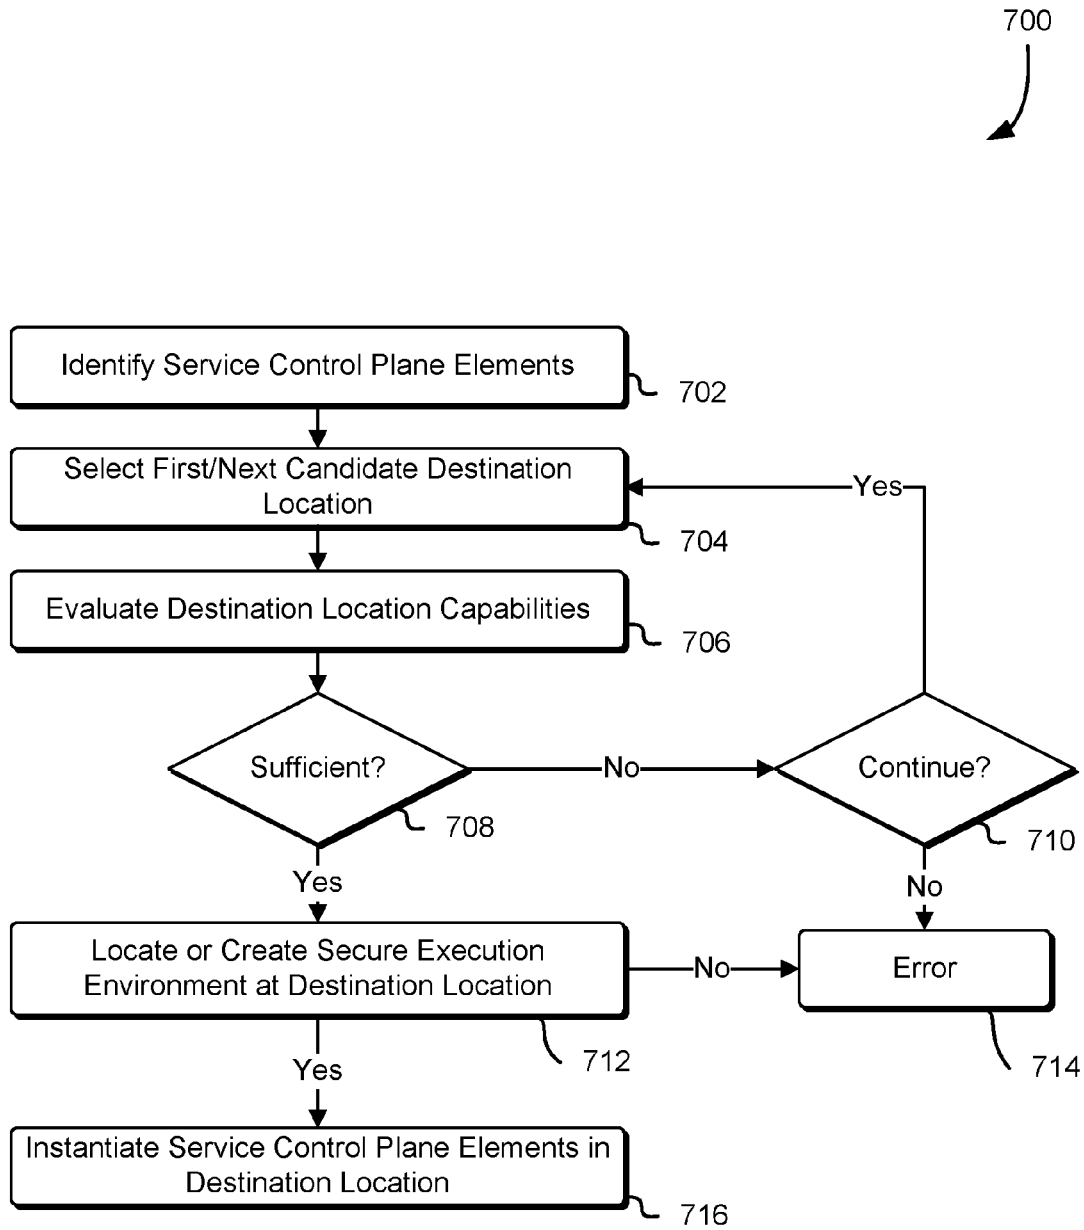 700
Identify Service Control Plane Elements
702
Select First/Next Candidate Destination
Location
Yes
704
Evaluate Destination Location Capabilities
706
Sufficient?
No
Continue?
708
710
Yes
No
Locate or Create Secure Execution
Environment at Destination Location
No
Error
712
714
Yes
Instantiate Service Control Plane Elements in
Destination Location
716